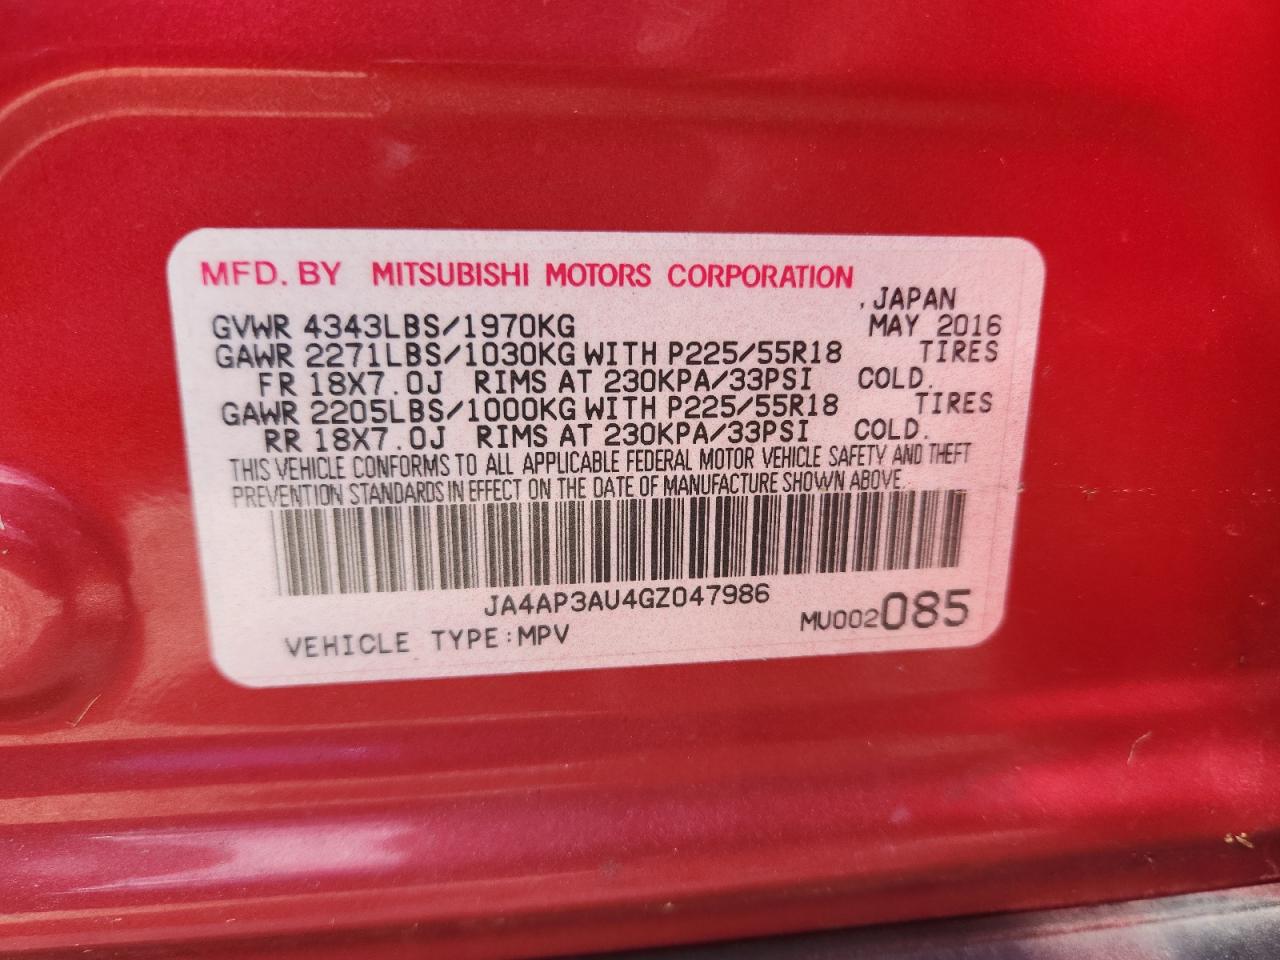 MFD. BY MITSUBISHI MOTORS CORPORATION
, JAPAN
GVWR 4343LBS/1970KG MAY 2016
GAWR 2271LBS/1030KG WITH P225/55R18 TIRES
FR 18X7.0J RIMS AT 230KPA/33PSI COLD.
GAWR 2205LBS/1000KG WITH P225/55R18 TIRES
RR 18X7.0J RIMS AT 230KPA/33PSI COLD.
THIS VEHICLE CONFORMS TO ALL APPLICABLE FEDERAL MOTOR VEHICLE SAFETY AND THEFT
PREVENTION STANDARDS IN EFFECT ON THE DATE OF MANUFACTURE SHOWN ABOVE.
JA4AP3AU4GZ047986
VEHICLE TYPE:MPV MU002085